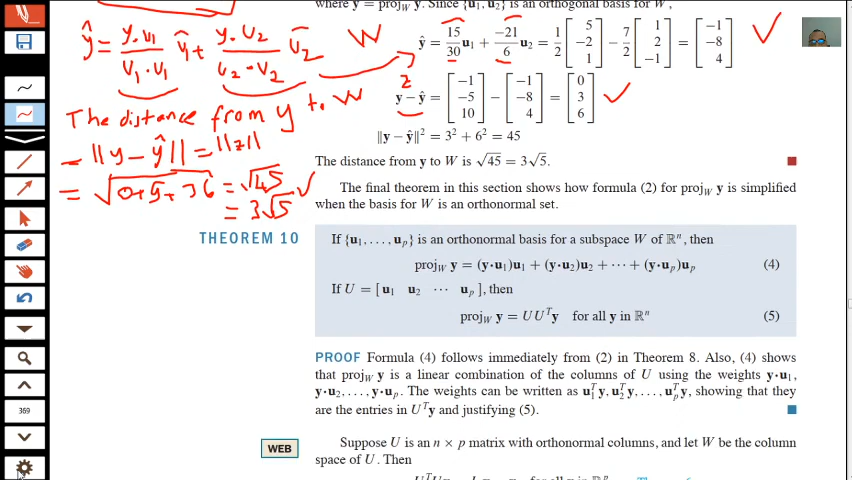 where y = projW y. Since {u1, u2} is an orthogonal basis for W,
ŷ = y·u1 / u1·u1 ū1 + y·u2 / u2·u2 ū2 W
ŷ = 15/30 u1 + −21/6 u2 = 1/2 [5 −2 1] − 7/2 [1 2 −1] = [−1 −8 4]
z
y − ŷ = [−1 −5 10] − [−1 −8 4] = [0 3 6]
‖y − ŷ‖² = 3² + 6² = 45
The distance from y to W is √45 = 3√5.
The distance from y to W
= ||y − ŷ|| = ||z||
= √0+9+36 = √45
= 3√5
The final theorem in this section shows how formula (2) for projW y is simplified
when the basis for W is an orthonormal set.
THEOREM 10
If {u1, . . . , up} is an orthonormal basis for a subspace W of ℝⁿ, then
projW y = (y·u1)u1 + (y·u2)u2 + ··· + (y·up)up (4)
If U = [ u1 u2 ··· up ], then
projW y = UUᵀy for all y in ℝⁿ (5)
PROOF Formula (4) follows immediately from (2) in Theorem 8. Also, (4) shows
that projW y is a linear combination of the columns of U using the weights y·u1,
y·u2, . . . , y·up. The weights can be written as u1ᵀy, u2ᵀy, . . . , upᵀy, showing that they
are the entries in Uᵀy and justifying (5).
WEB
Suppose U is an n × p matrix with orthonormal columns, and let W be the column
space of U. Then
369